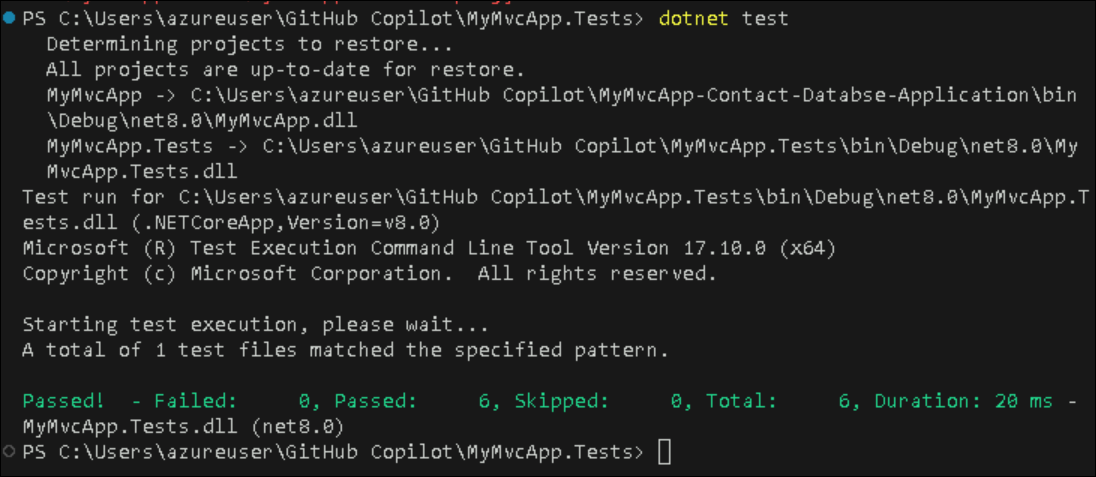 PS C:\Users\azureuser\GitHub Copilot\MyMvcApp.Tests> dotnet test
Determining projects to restore...
All projects are up-to-date for restore.
MyMvcApp -> C:\Users\azureuser\GitHub Copilot\MyMvcApp-Contact-Databse-Application\bin
\Debug\net8.0\MyMvcApp.dll
MyMvcApp.Tests -> C:\Users\azureuser\GitHub Copilot\MyMvcApp.Tests\bin\Debug\net8.0\My
MvcApp.Tests.dll
Test run for C:\Users\azureuser\GitHub Copilot\MyMvcApp.Tests\bin\Debug\net8.0\MyMvcApp.T
ests.dll (.NETCoreApp,Version=v8.0)
Microsoft (R) Test Execution Command Line Tool Version 17.10.0 (x64)
Copyright (c) Microsoft Corporation.  All rights reserved.

Starting test execution, please wait...
A total of 1 test files matched the specified pattern.

Passed!  - Failed:     0, Passed:     6, Skipped:     0, Total:     6, Duration: 20 ms -
MyMvcApp.Tests.dll (net8.0)
PS C:\Users\azureuser\GitHub Copilot\MyMvcApp.Tests>